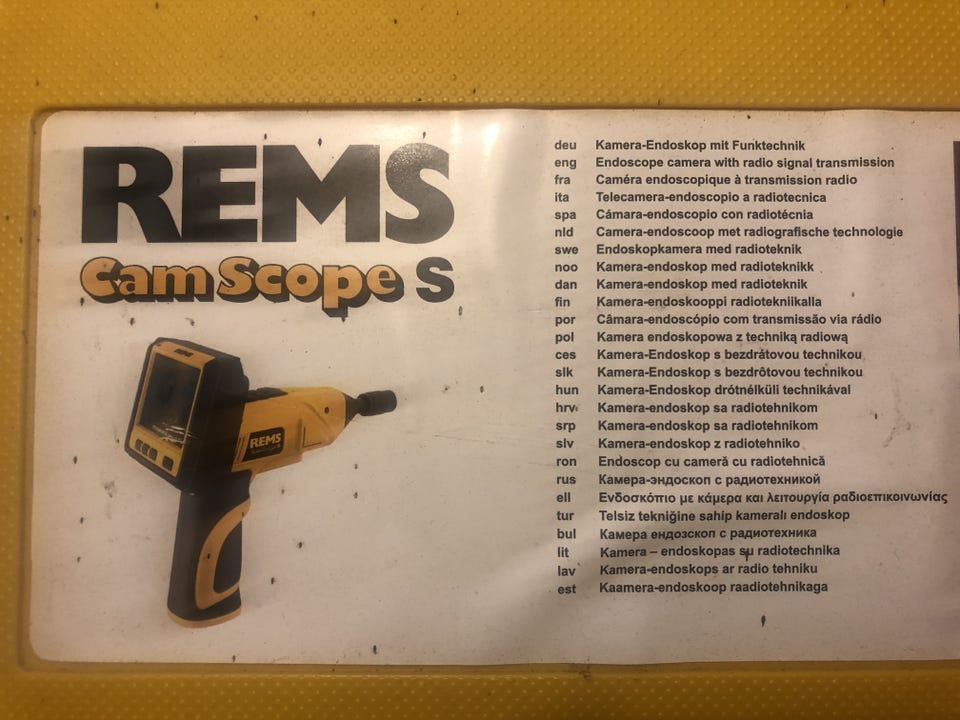 REMS
Cam Scope S
REMS
deu Kamera-Endoskop mit Funktechnik
eng Endoscope camera with radio signal transmission
fra Caméra endoscopique à transmission radio
ita Telecamera-endoscopio a radiotecnica
spa Cámara-endoscopio con radiotécnia
nld Camera-endoscoop met radiografische technologie
swe Endoskopkamera med radioteknik
noo Kamera-endoskop med radioteknikk
dan Kamera-endoskop med radioteknik
fin Kamera-endoskooppi radiotekniikalla
por Câmara-endoscópio com transmissão via rádio
pol Kamera endoskopowa z techniką radiową
ces Kamera-Endoskop s bezdrátovou technikou
slk Kamera-Endoskop s bezdrôtovou technikou
hun Kamera-Endoskop drótnélküli technikával
hrv Kamera-endoskop sa radiotehnikom
srp Kamera-endoskop sa radiotehnikom
slv Kamera-endoskop z radiotehniko
ron Endoscop cu cameră cu radiotehnică
rus Камера-эндоскоп с радиотехникой
ell Ενδοσκόπιο με κάμερα και λειτουργία ραδιοεπικοινωνίας
tur Telsiz tekniğine sahip kameralı endoskop
bul Камера ендозскоп с радиотехника
lit Kamera – endoskopas su radiotechnika
lav Kamera-endoskops ar radio tehniku
est Kaamera-endoskoop raadiotehnikaga